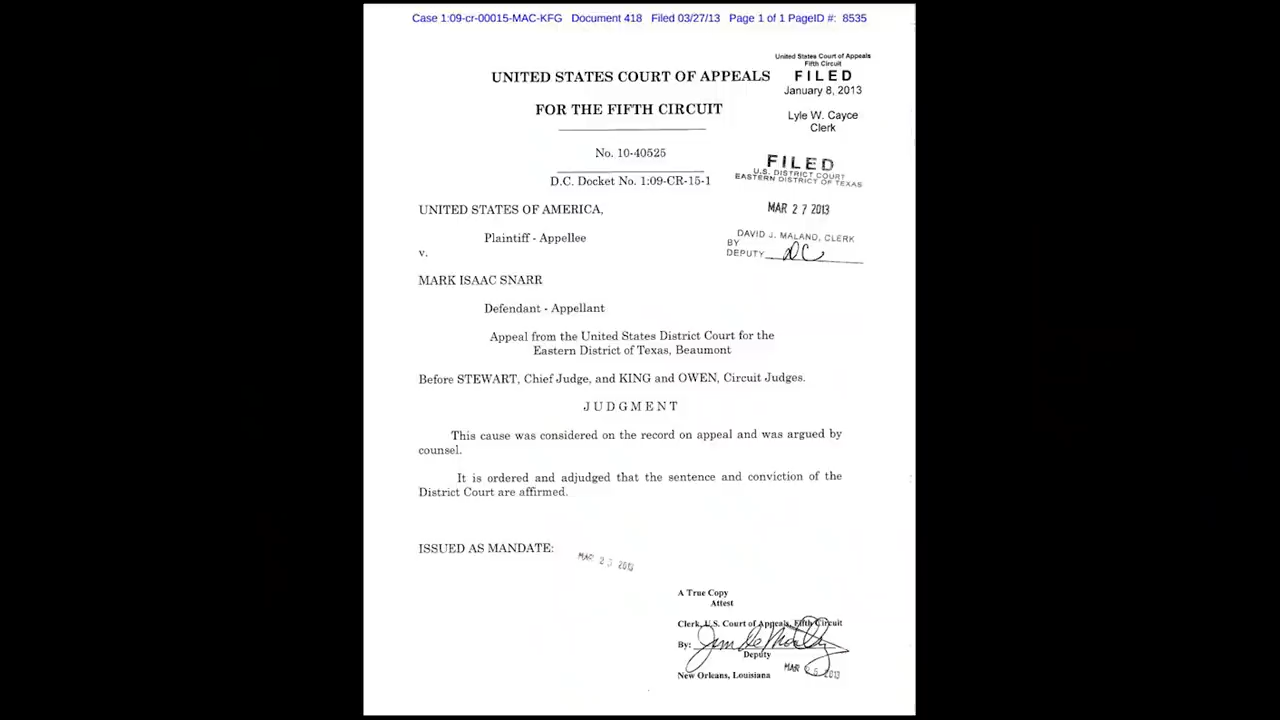 Case 1:09-cr-00015-MAC-KFG Document 418 Filed 03/27/13 Page 1 of 1 PageID #: 8535
United States Court of Appeals
Fifth Circuit
FILED
January 8, 2013
Lyle W. Cayce
Clerk
UNITED STATES COURT OF APPEALS
FOR THE FIFTH CIRCUIT
No. 10-40525
D.C. Docket No. 1:09-CR-15-1
FILED
U.S. DISTRICT COURT
EASTERN DISTRICT OF TEXAS
MAR 27 2013
DAVID J. MALAND, CLERK
BY
DEPUTY DC
UNITED STATES OF AMERICA,
Plaintiff - Appellee
v.
MARK ISAAC SNARR
Defendant - Appellant
Appeal from the United States District Court for the
Eastern District of Texas, Beaumont
Before STEWART, Chief Judge, and KING and OWEN, Circuit Judges.
JUDGMENT
This cause was considered on the record on appeal and was argued by
counsel.
It is ordered and adjudged that the sentence and conviction of the
District Court are affirmed.
ISSUED AS MANDATE:
MAR 2 2013
A True Copy
Attest
Clerk, U.S. Court of Appeals, Fifth Circuit
By:
Deputy
New Orleans, Louisiana
MAR 2013